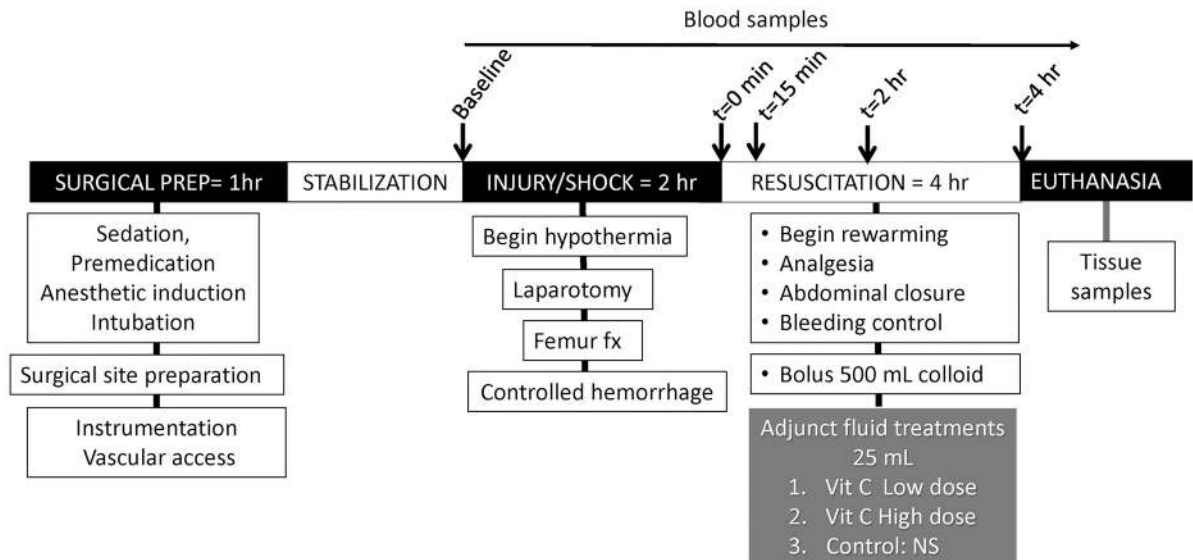 Blood samples
Baseline
t=0 min
t=15 min
t=2 hr
t=4 hr
SURGICAL PREP= 1hr
STABILIZATION
INJURY/SHOCK = 2 hr
RESUSCITATION = 4 hr
EUTHANASIA
Sedation,
Premedication
Anesthetic induction
Intubation
Surgical site preparation
Instrumentation
Vascular access
Begin hypothermia
Laparotomy
Femur fx
Controlled hemorrhage
• Begin rewarming
• Analgesia
• Abdominal closure
• Bleeding control
• Bolus 500 mL colloid
Adjunct fluid treatments
25 mL
1. Vit C Low dose
2. Vit C High dose
3. Control: NS
Tissue
samples